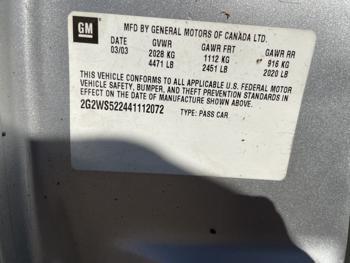 GM
MFD BY GENERAL MOTORS OF CANADA LTD.
DATE GVWR GAWR FRT GAWR RR
03/03 2028 KG 1112 KG 916 KG
4471 LB 2451 LB 2020 LB
THIS VEHICLE CONFORMS TO ALL APPLICABLE U.S. FEDERAL MOTOR
VEHICLE SAFETY, BUMPER, AND THEFT PREVENTION STANDARDS IN
EFFECT ON THE DATE OF MANUFACTURE SHOWN ABOVE.
2G2WS522441112072 TYPE: PASS CAR